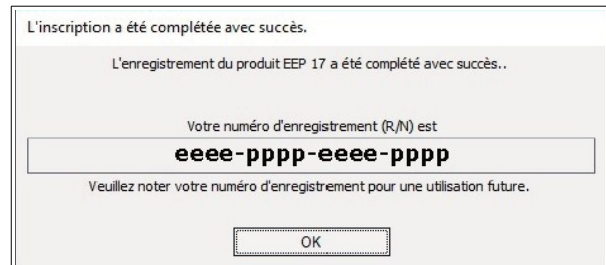 L'inscription a été complétée avec succès.
L'enregistrement du produit EEP 17 a été complété avec succès..
Votre numéro d'enregistrement (R/N) est
eeee-pppp-eeee-pppp
Veuillez noter votre numéro d'enregistrement pour une utilisation future.
OK